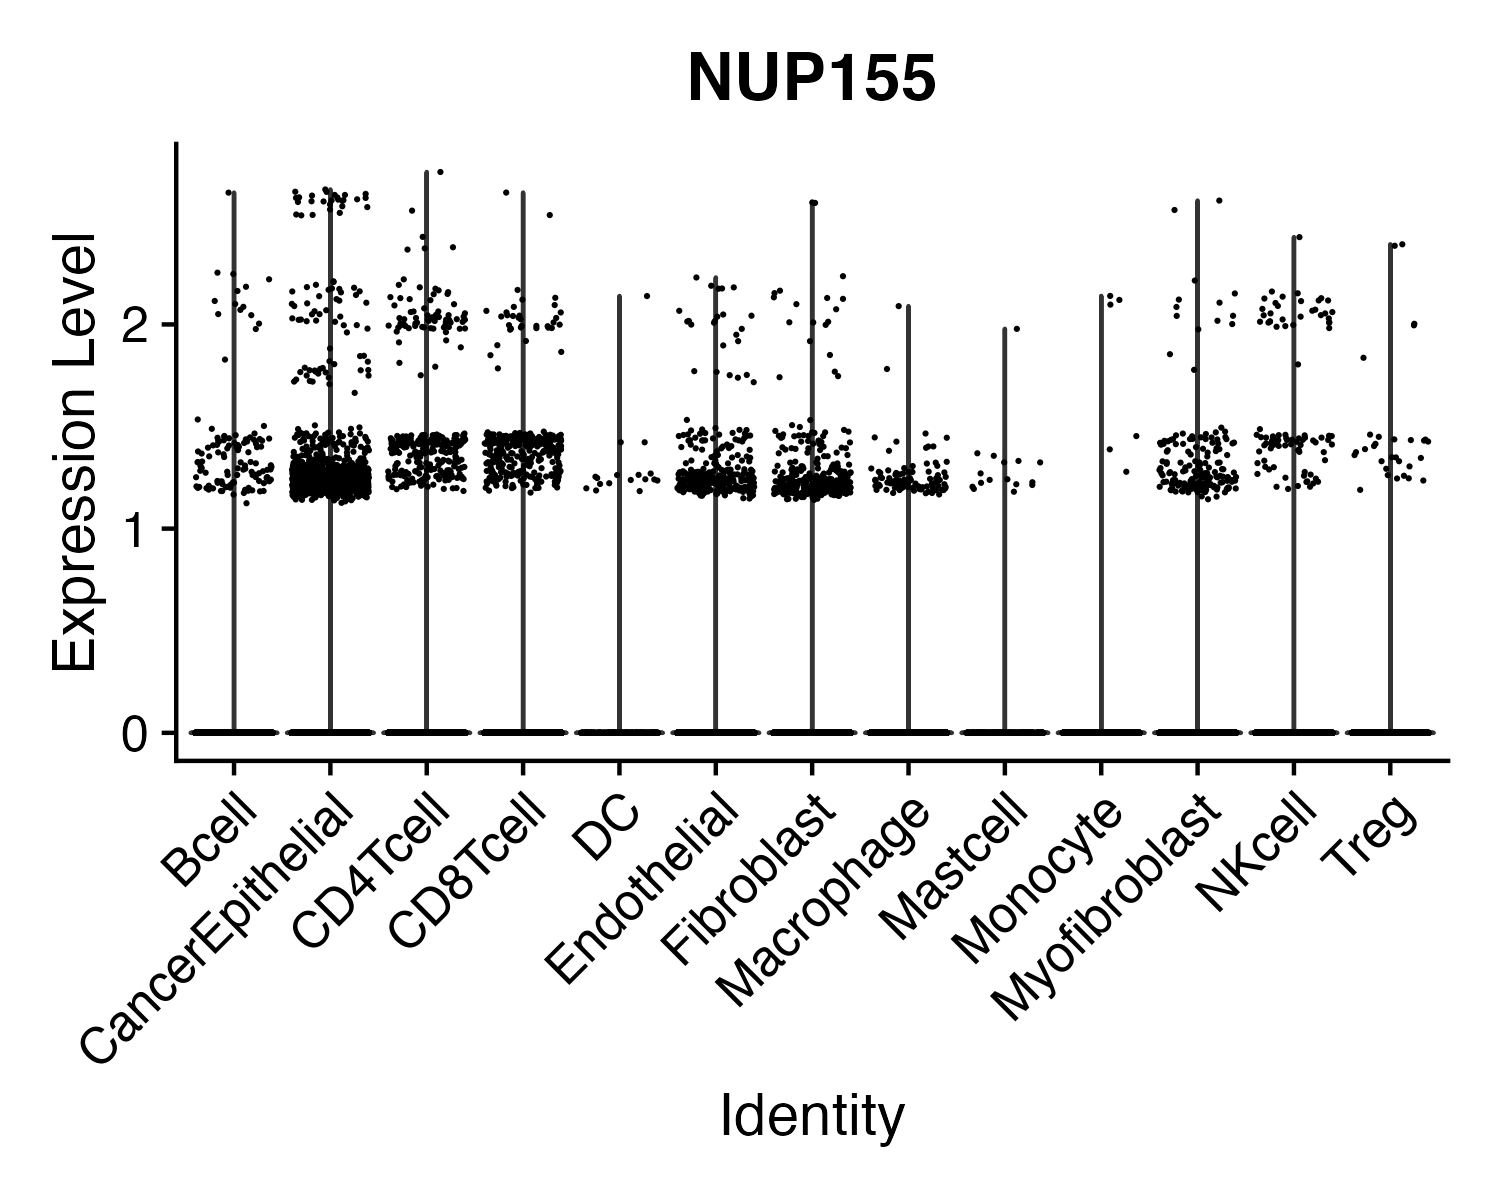 NUP155
Expression Level
2
1
0
Bcell
CancerEpithelial
CD4Tcell
CD8Tcell
DC
Endothelial
Fibroblast
Macrophage
Mastcell
Monocyte
Myofibroblast
NKcell
Treg
Identity